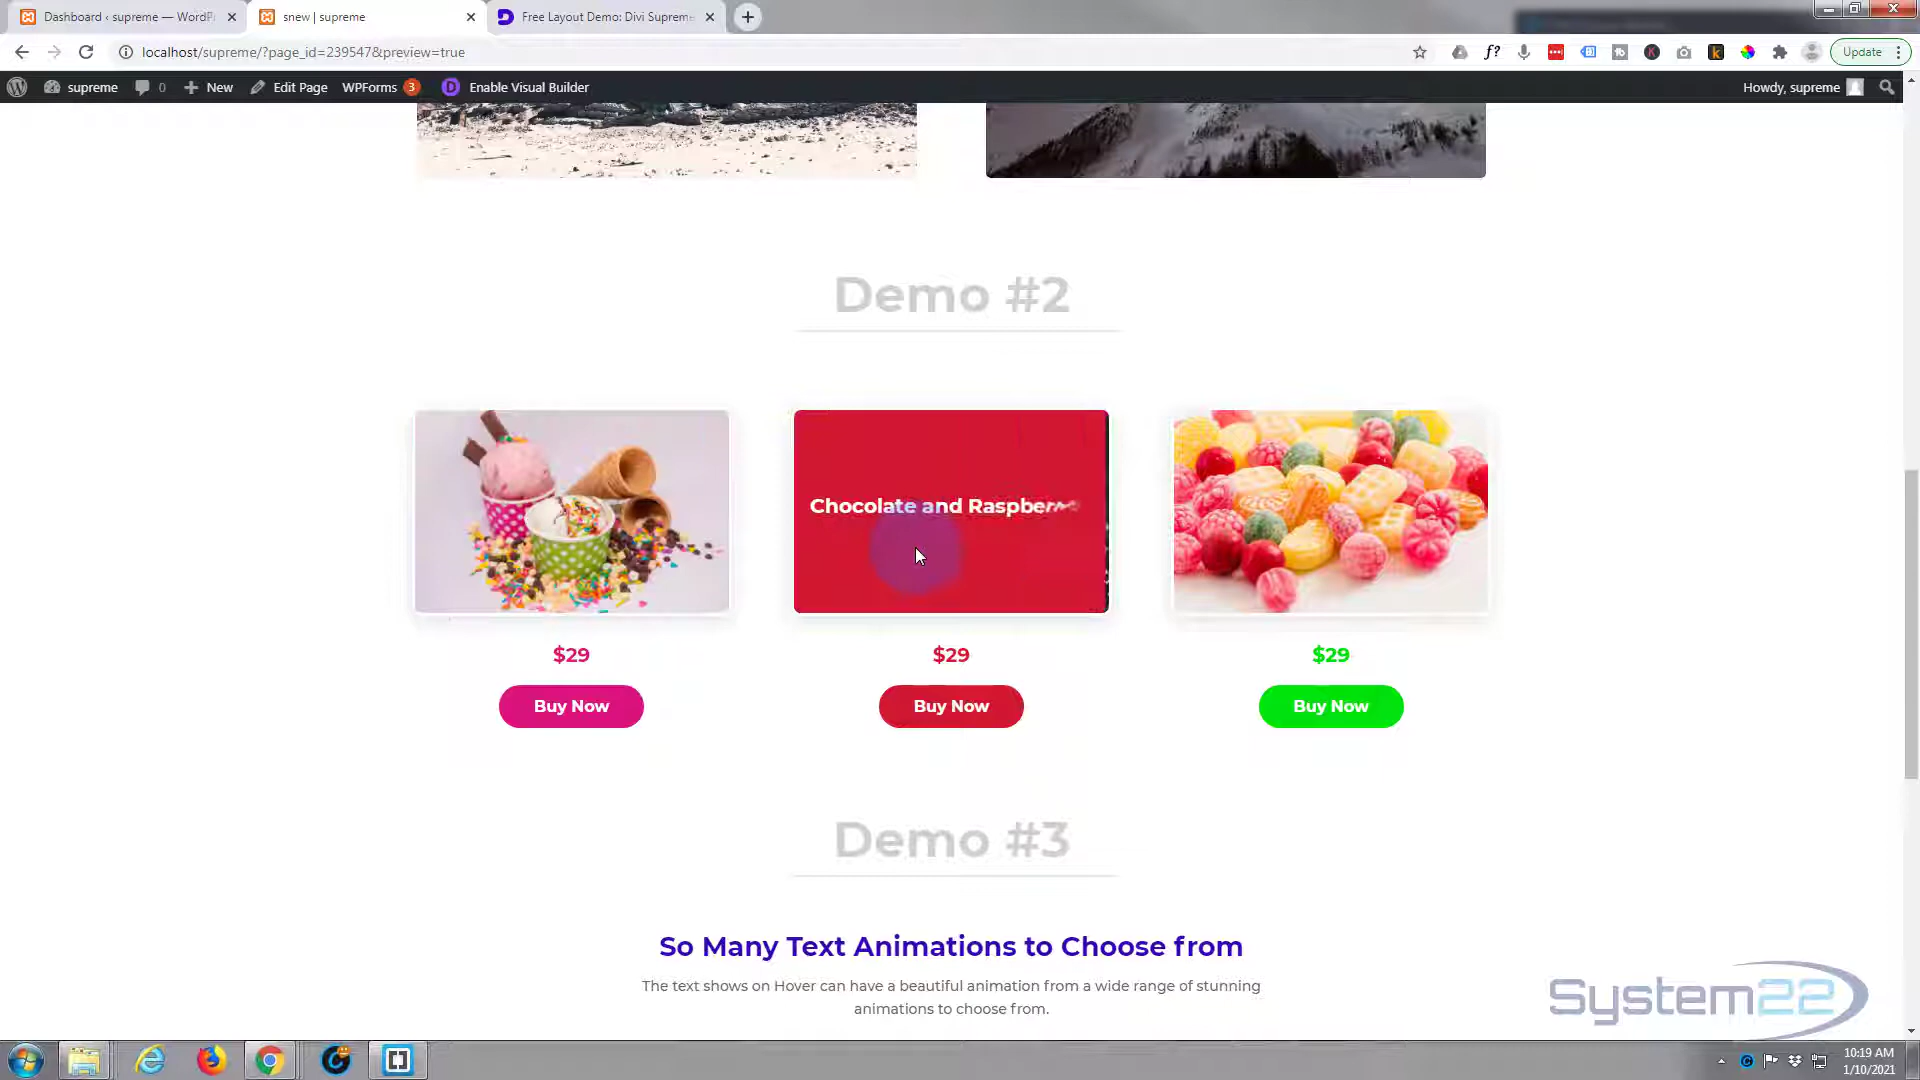 Dashboard ‹ supreme — WordPr
snew | supreme
Free Layout Demo: Divi Supreme
localhost/supreme/?page_id=239547&preview=true
Update
supreme
0
New
Edit Page
WPForms 3
Enable Visual Builder
Howdy, supreme
Demo #2
Chocolate and Raspberry
$29
$29
$29
Buy Now
Buy Now
Buy Now
Demo #3
So Many Text Animations to Choose from
The text shows on Hover can have a beautiful animation from a wide range of stunning
animations to choose from.
System22
10:19 AM
1/10/2021